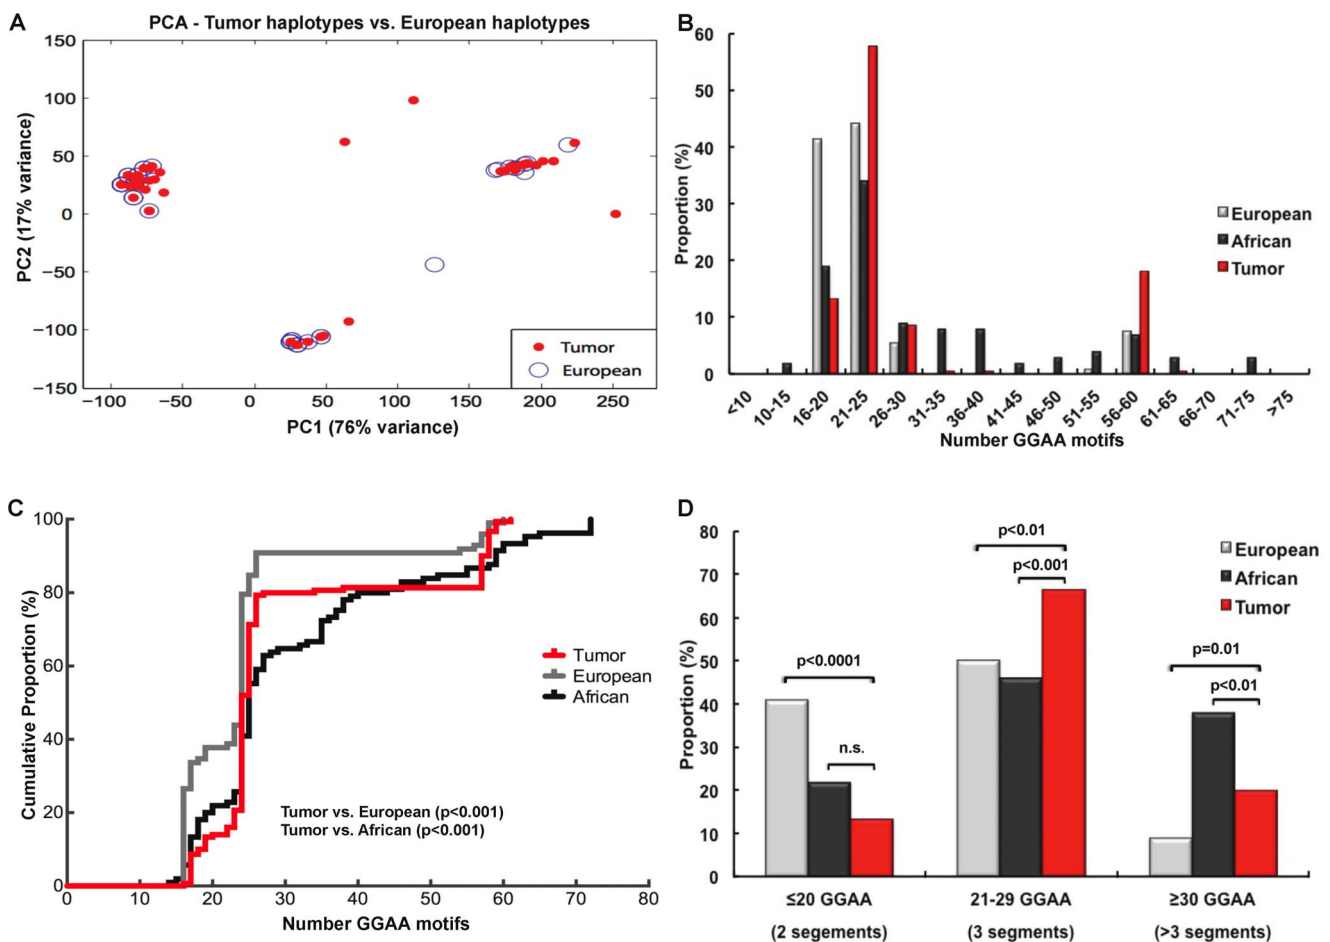 A
PCA - Tumor haplotypes vs. European haplotypes
150
100
50
0
−50
−100
−150
PC2 (17% variance)
−100
−50
0
50
100
150
200
250
PC1 (76% variance)
Tumor
European
B
60
50
40
30
20
10
0
Proportion (%)
European
African
Tumor
<10
10-15
16-20
21-25
26-30
31-35
36-40
41-45
46-50
51-55
56-60
61-65
66-70
71-75
>75
Number GGAA motifs
C
100
80
60
40
20
0
Cumulative Proportion (%)
Tumor
European
African
Tumor vs. European (p<0.001)
Tumor vs. African (p<0.001)
0
10
20
30
40
50
60
70
80
Number GGAA motifs
D
80
70
60
50
40
30
20
10
0
Proportion (%)
p<0.01
p<0.001
European
African
Tumor
p<0.0001
n.s.
p=0.01
p<0.01
≤20 GGAA
21-29 GGAA
≥30 GGAA
(2 segements)
(3 segments)
(>3 segments)